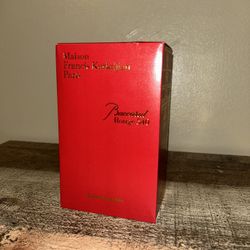 Maison
Francis Kurkdjian
Paris
Baccarat
Rouge 540